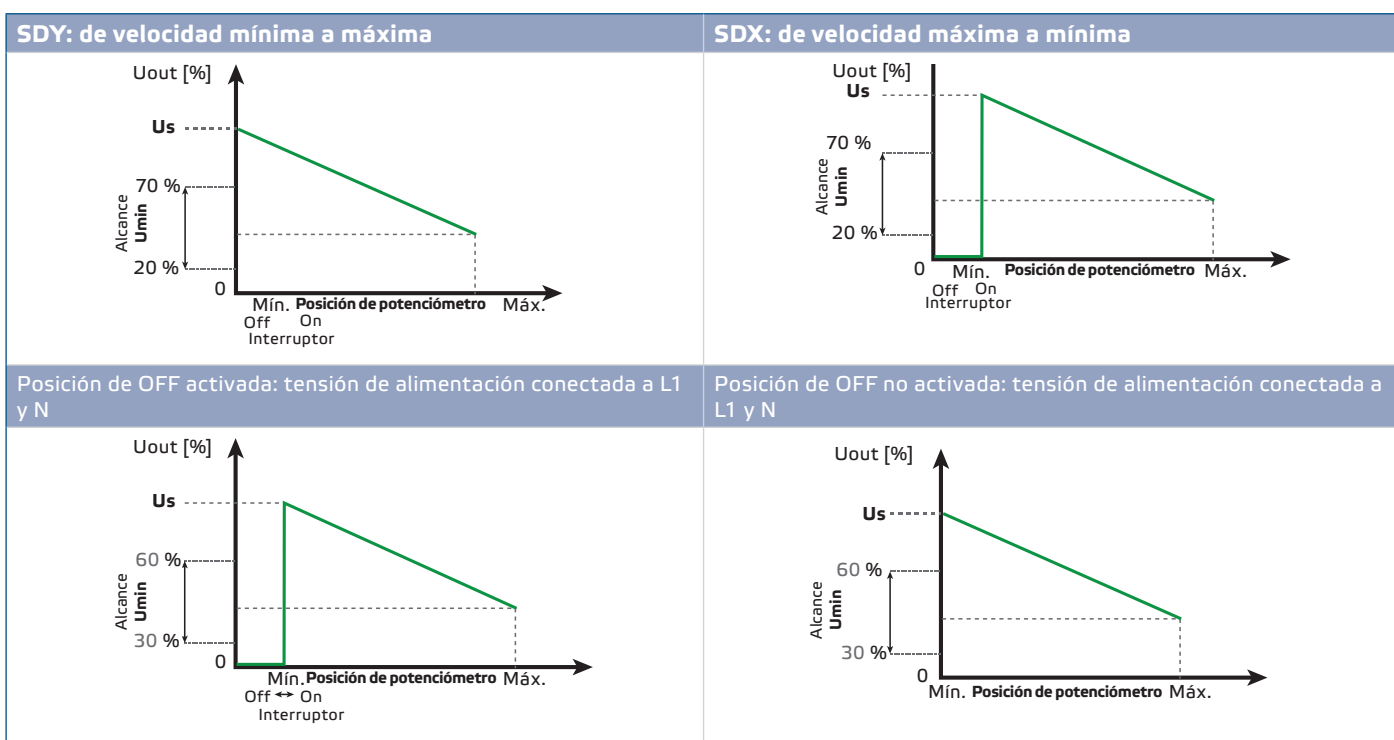 SDY: de velocidad mínima a máxima
Uout [%]
Us
70 %
Alcance
Umin
20 %
0
Mín. Posición de potenciómetro Máx.
Off On
Interruptor
SDX: de velocidad máxima a mínima
Uout [%]
Us
70 %
Alcance
Umin
20 %
0
Mín. Posición de potenciómetro Máx.
Off On
Interruptor
Posición de OFF activada: tensión de alimentación conectada a L1
y N
Uout [%]
Us
60 %
Alcance
Umin
30 %
0
Mín. Posición de potenciómetro Máx.
Off ↔ On
Interruptor
Posición de OFF no activada: tensión de alimentación conectada a
L1 y N
Uout [%]
Us
60 %
Alcance
Umin
30 %
0
Mín. Posición de potenciómetro Máx.